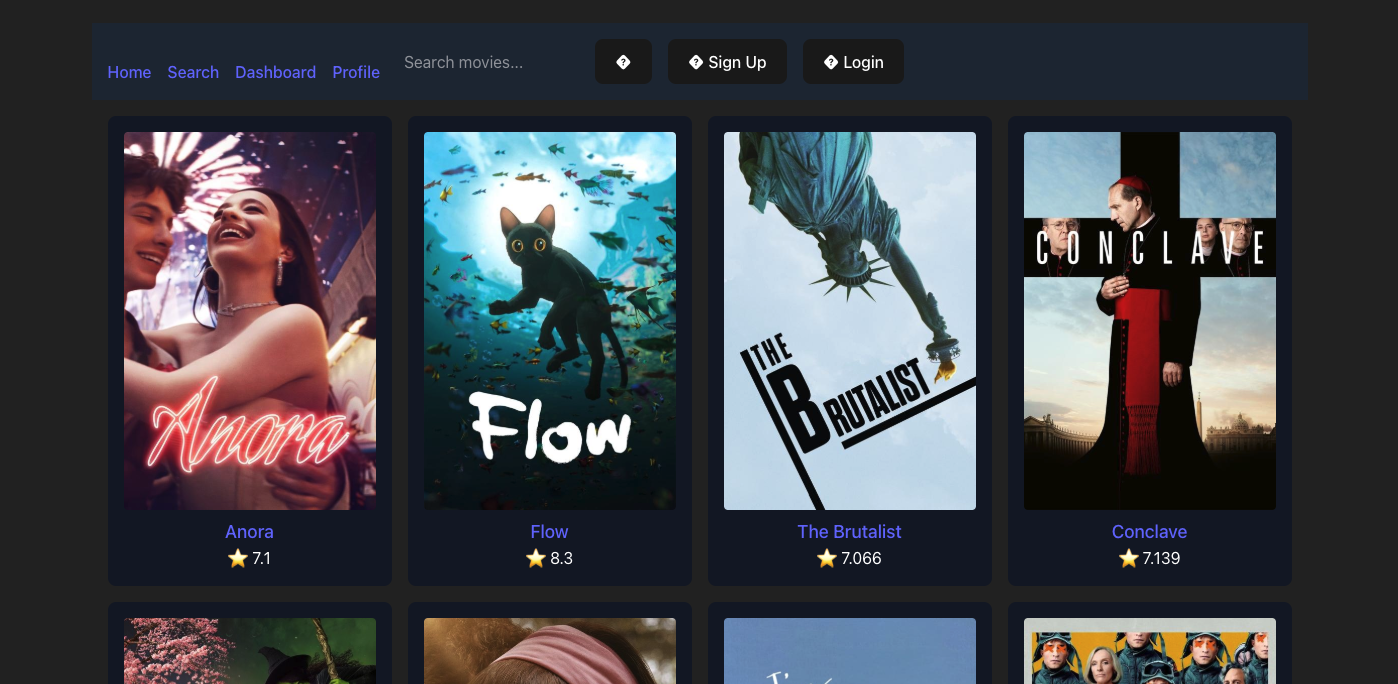 Home Search Dashboard Profile Search movies... � � Sign Up � Login
Anora
Flow
THE
BRUTALIST
CONCLAVE
Anora
⭐ 7.1
Flow
⭐ 8.3
The Brutalist
⭐ 7.066
Conclave
⭐ 7.139